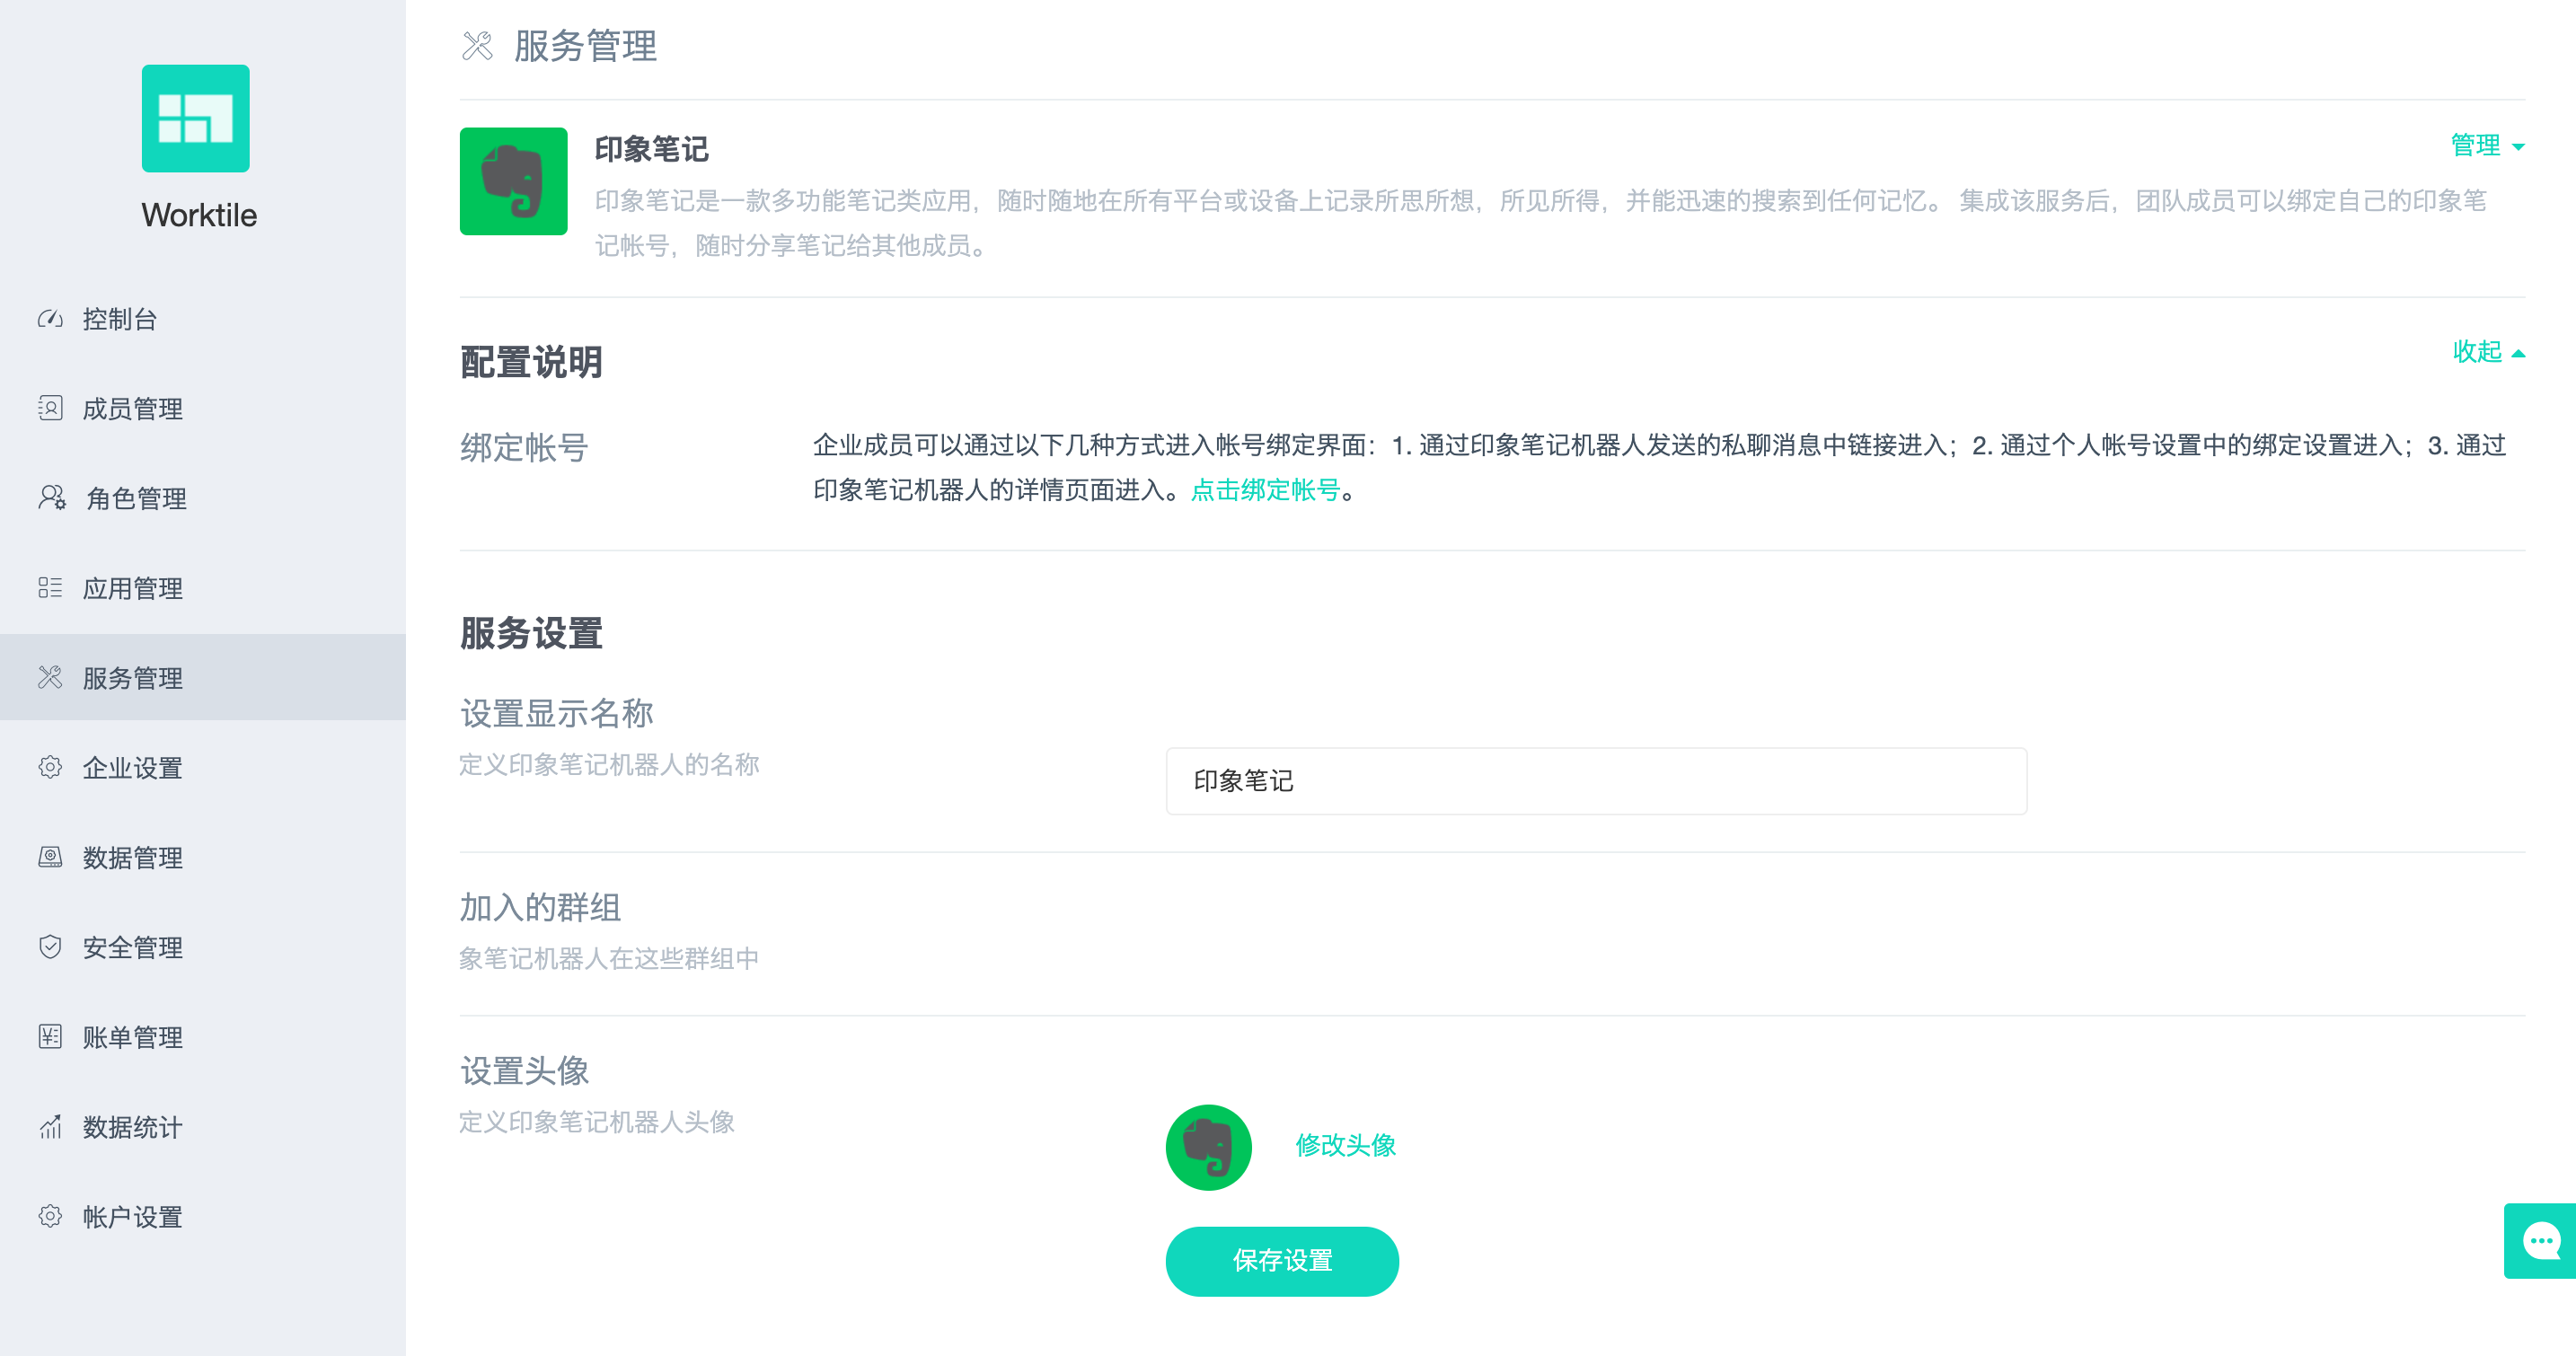 Worktile
控制台
成员管理
角色管理
应用管理
服务管理
企业设置
数据管理
安全管理
账单管理
数据统计
帐户设置
服务管理
印象笔记
管理
印象笔记是一款多功能笔记类应用，随时随地在所有平台或设备上记录所思所想，所见所得，并能迅速的搜索到任何记忆。 集成该服务后，团队成员可以绑定自己的印象笔
记帐号，随时分享笔记给其他成员。
配置说明
收起
绑定帐号
企业成员可以通过以下几种方式进入帐号绑定界面：1. 通过印象笔记机器人发送的私聊消息中链接进入；2. 通过个人帐号设置中的绑定设置进入；3. 通过
印象笔记机器人的详情页面进入。点击绑定帐号。
服务设置
设置显示名称
定义印象笔记机器人的名称
印象笔记
加入的群组
象笔记机器人在这些群组中
设置头像
定义印象笔记机器人头像
修改头像
保存设置